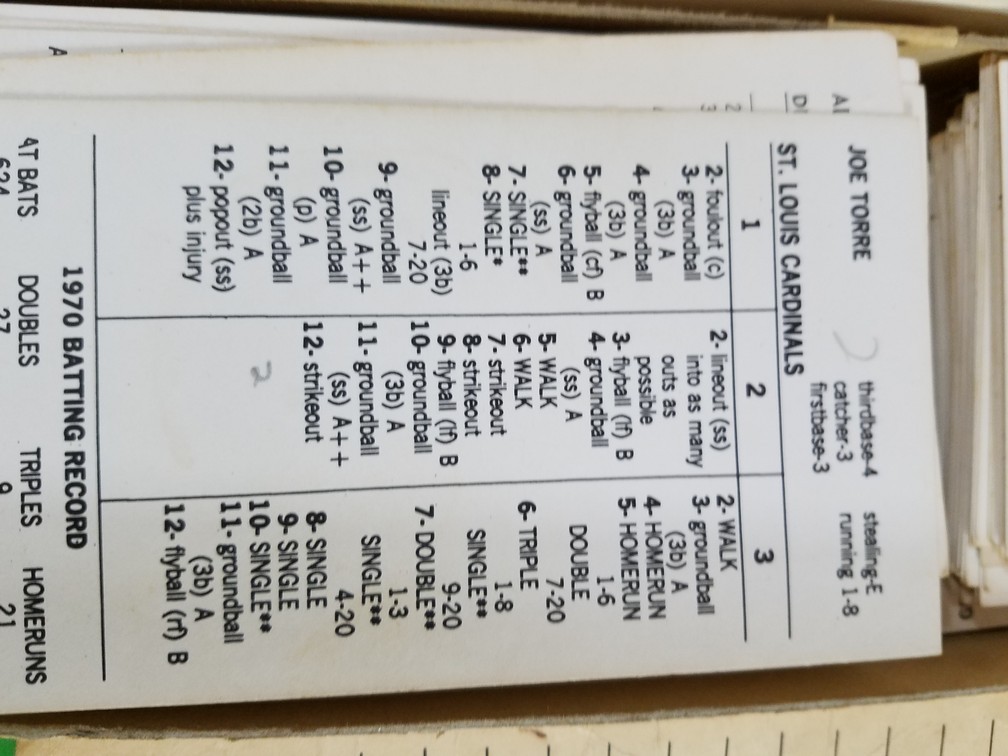 JOE TORRE
thirdbase-4 stealing-E
catcher-3 running 1-8
firstbase-3
ST. LOUIS CARDINALS
1 2 3
2- foulout (c)
3- groundball
(3b) A
4- groundball
(3b) A
5- flyball (cf) B
6- groundball
(ss) A
7- SINGLE**
8- SINGLE*
1-6
lineout (3b)
7-20
9- groundball
(ss) A++
10- groundball
(p) A
11- groundball
(2b) A
12- popout (ss)
plus injury
2- lineout (ss)
into as many
outs as
possible
3- flyball (lf) B
4- groundball
(ss) A
5- WALK
6- WALK
7- strikeout
8- strikeout
9- flyball (lf) B
10- groundball
(3b) A
11- groundball
(ss) A++
12- strikeout
2
2- WALK
3- groundball
(3b) A
4- HOMERUN
5- HOMERUN
1-6
DOUBLE
7-20
6- TRIPLE
1-8
SINGLE**
9-20
7- DOUBLE**
1-3
SINGLE**
4-20
8- SINGLE
9- SINGLE
10- SINGLE**
11- groundball
(3b) A
12- flyball (rf) B
1970 BATTING RECORD
AT BATS DOUBLES TRIPLES HOMERUNS
624 27 9 21